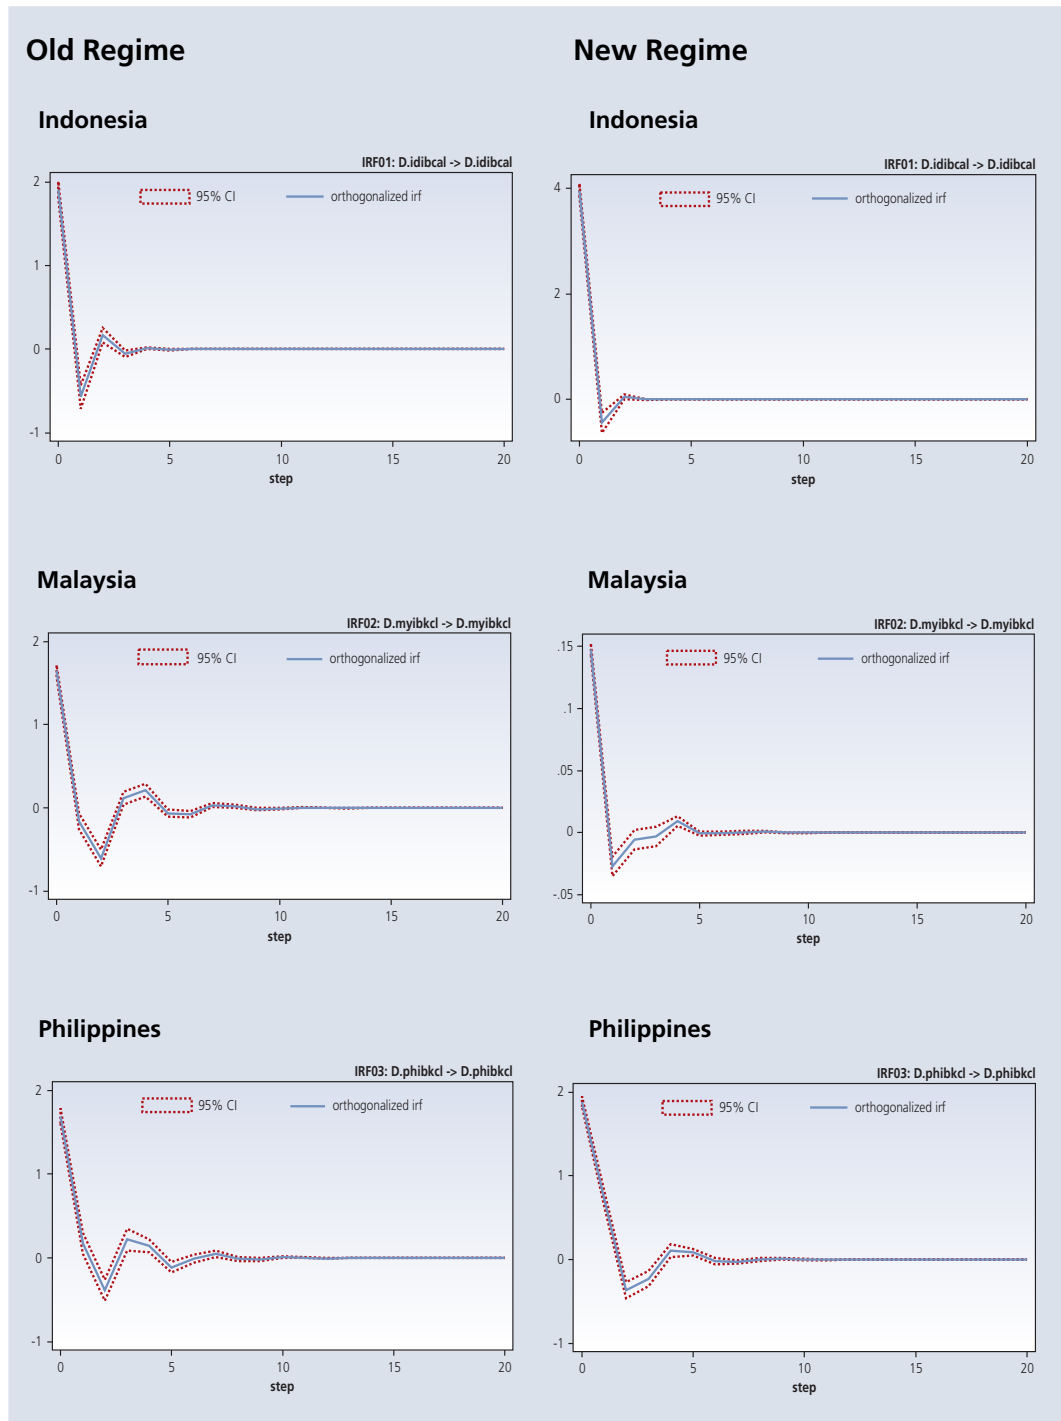 Old Regime
New Regime
Indonesia
Indonesia
IRF01: D.idibcal -> D.idibcal
95% CI
orthogonalized irf
2
1
0
-1
0 5 10 15 20
step
IRF01: D.idibcal -> D.idibcal
95% CI
orthogonalized irf
4
2
0
0 5 10 15 20
step
Malaysia
Malaysia
IRF02: D.myibkcl -> D.myibkcl
95% CI
orthogonalized irf
2
1
0
-1
0 5 10 15 20
step
IRF02: D.myibkcl -> D.myibkcl
95% CI
orthogonalized irf
.15
.1
.05
0
-.05
0 5 10 15 20
step
Philippines
Philippines
IRF03: D.phibkcl -> D.phibkcl
95% CI
orthogonalized irf
2
1
0
-1
0 5 10 15 20
step
IRF03: D.phibkcl -> D.phibkcl
95% CI
orthogonalized irf
2
1
0
-1
0 5 10 15 20
step